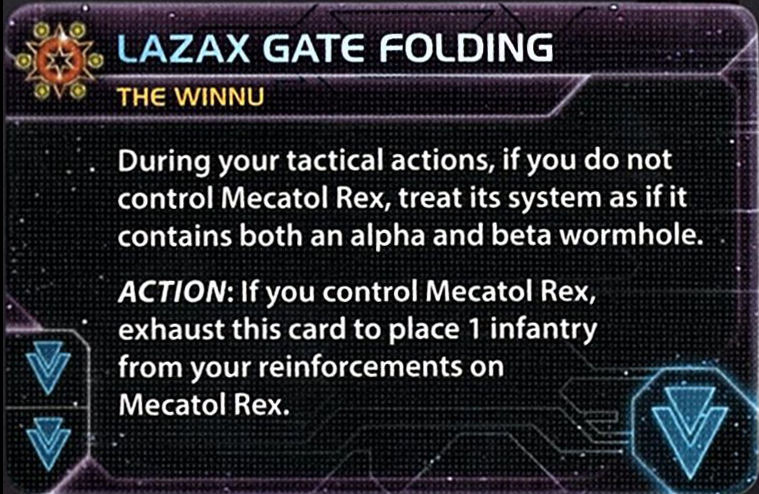 LAZAX GATE FOLDING
THE WINNU
During your tactical actions, if you do not
control Mecatol Rex, treat its system as if it
contains both an alpha and beta wormhole.
ACTION: If you control Mecatol Rex,
exhaust this card to place 1 infantry
from your reinforcements on
Mecatol Rex.